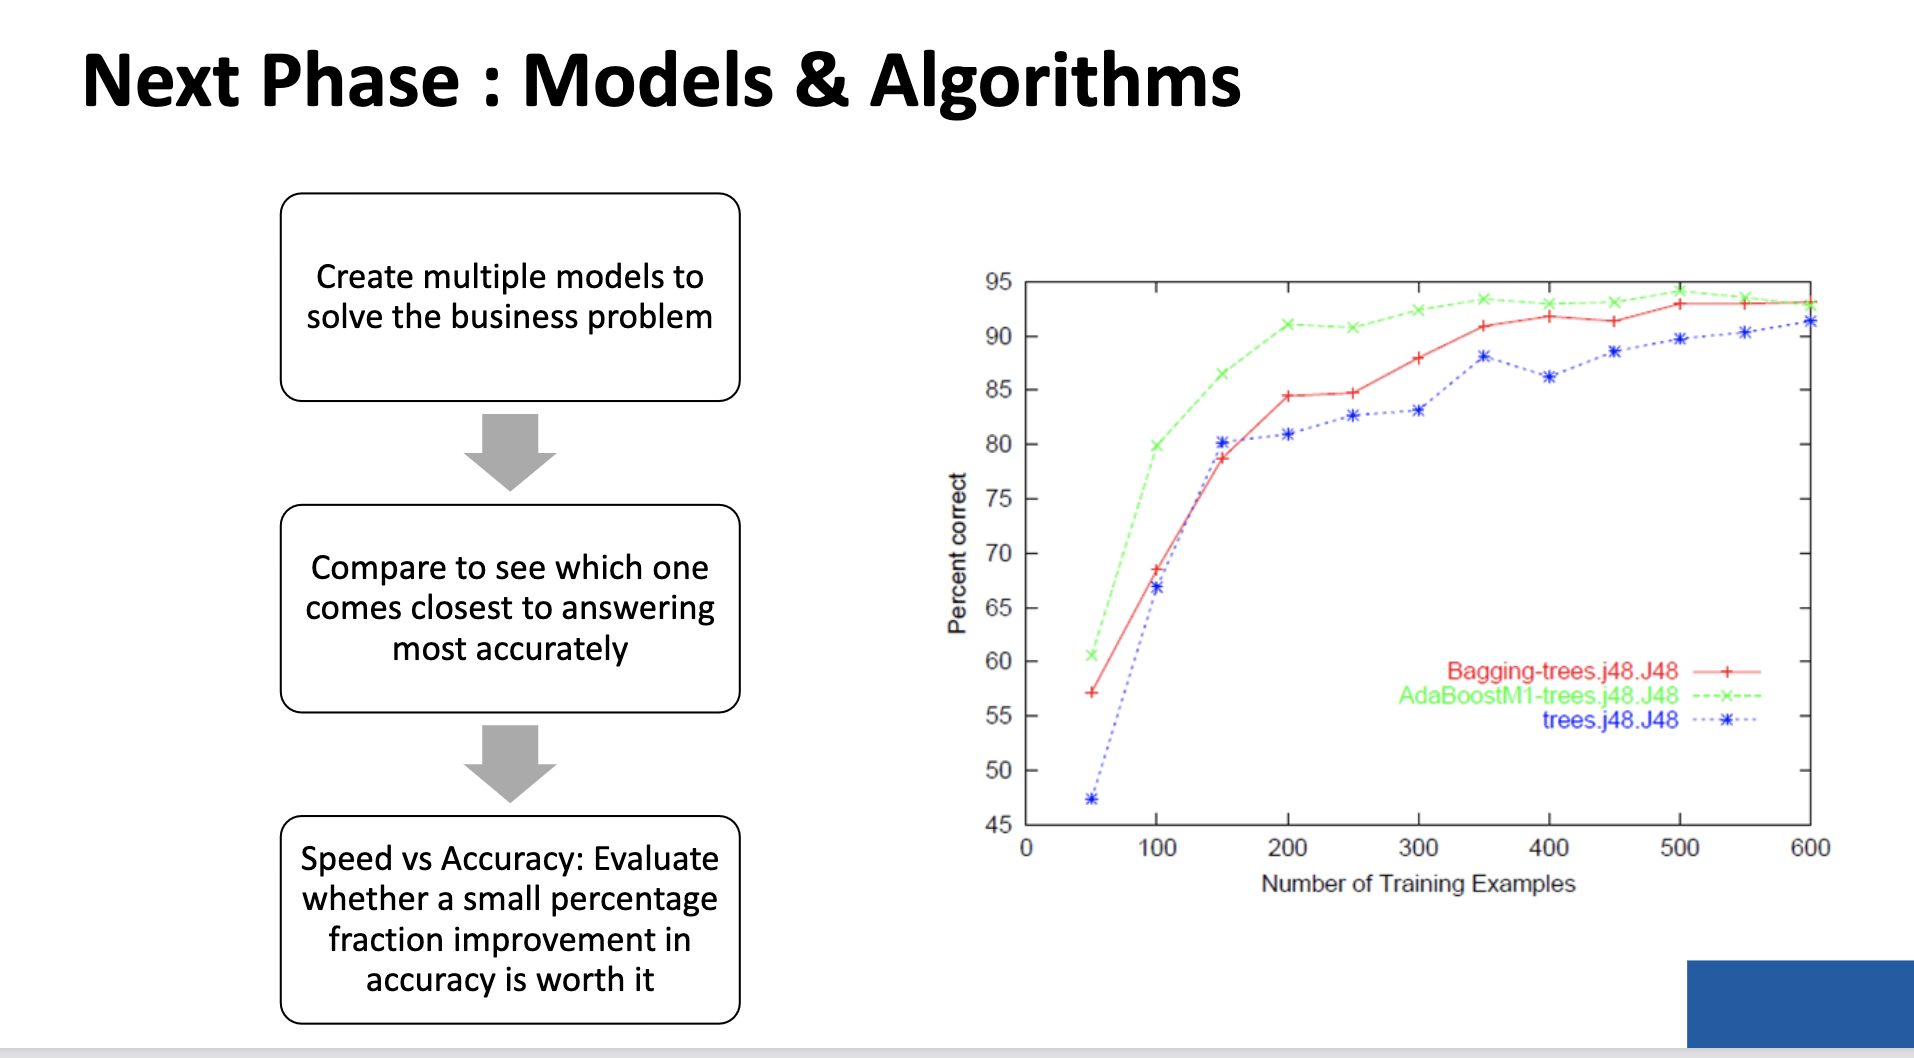 Next Phase : Models & Algorithms
Create multiple models to
solve the business problem
Compare to see which one
comes closest to answering
most accurately
Speed vs Accuracy: Evaluate
whether a small percentage
fraction improvement in
accuracy is worth it
95
90
85
80
75
70
65
60
55
50
45
Percent correct
Bagging-trees.j48.J48
AdaBoostM1-trees.j48.J48
trees.j48.J48
0 100 200 300 400 500 600
Number of Training Examples